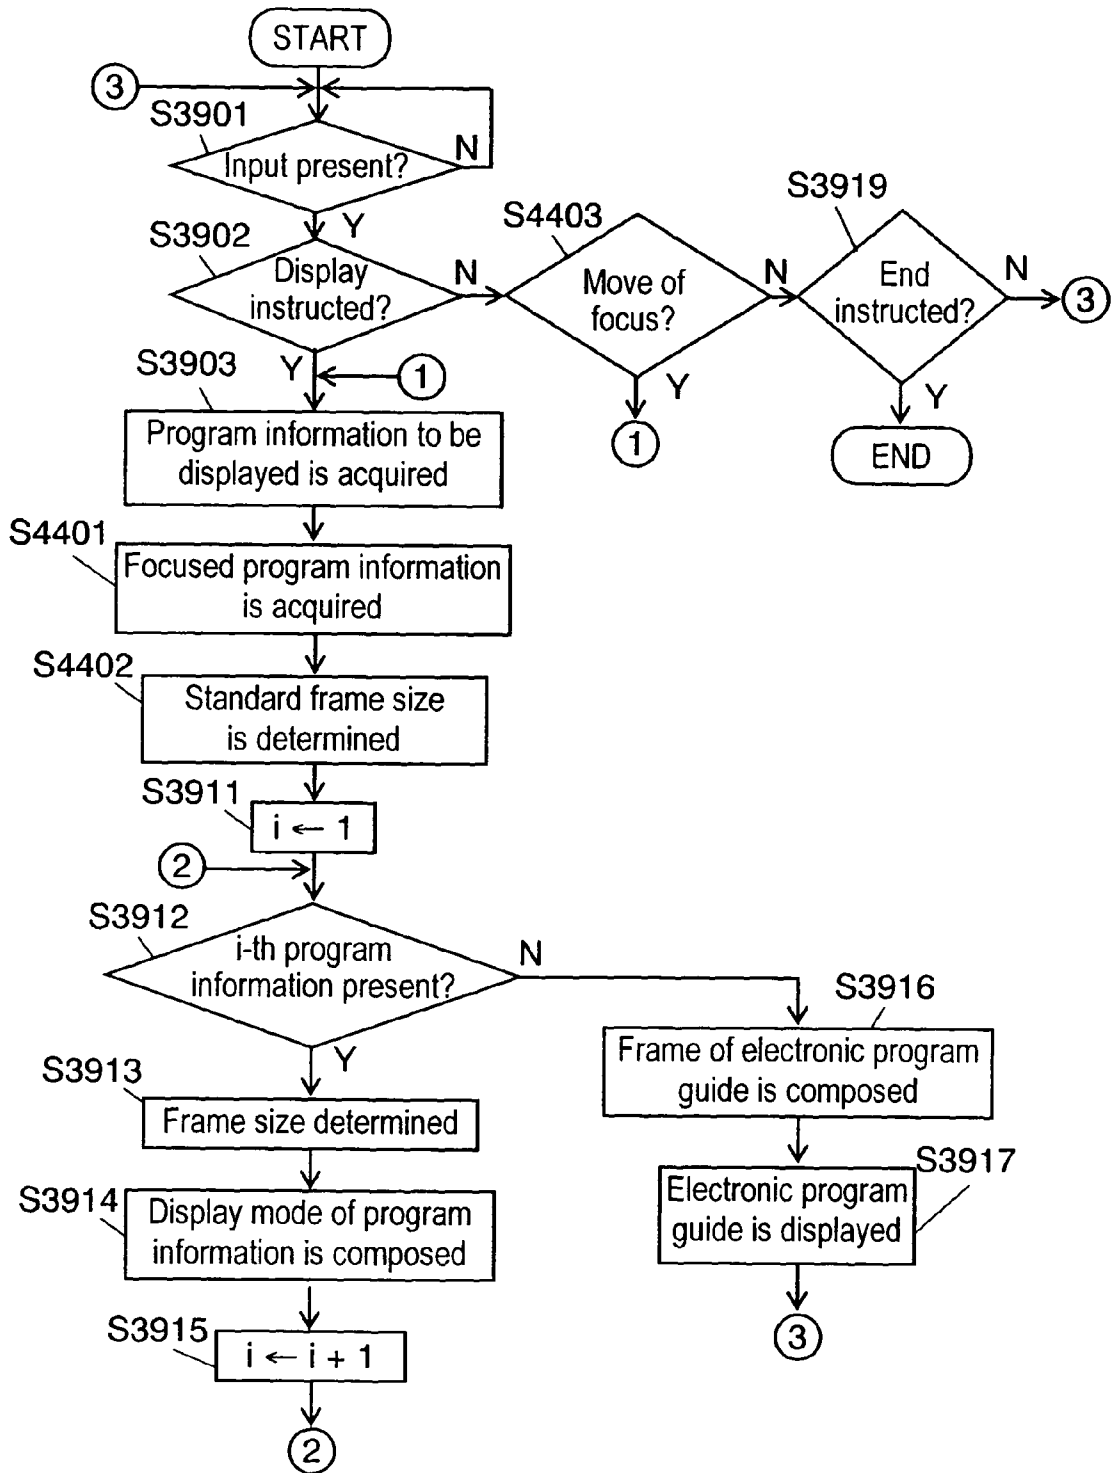 START
3
S3901
Input present?
N
Y
S3902
Display
instructed?
N
S4403
Move of
focus?
N
S3919
End
instructed?
N
3
Y
1
Y
1
Y
END
S3903
Program information to be
displayed is acquired
S4401
Focused program information
is acquired
S4402
Standard frame size
is determined
S3911
i ← 1
2
S3912
i-th program
information present?
N
Y
S3913
Frame size determined
S3914
Display mode of program
information is composed
S3915
i ← i + 1
2
S3916
Frame of electronic program
guide is composed
S3917
Electronic program
guide is displayed
3